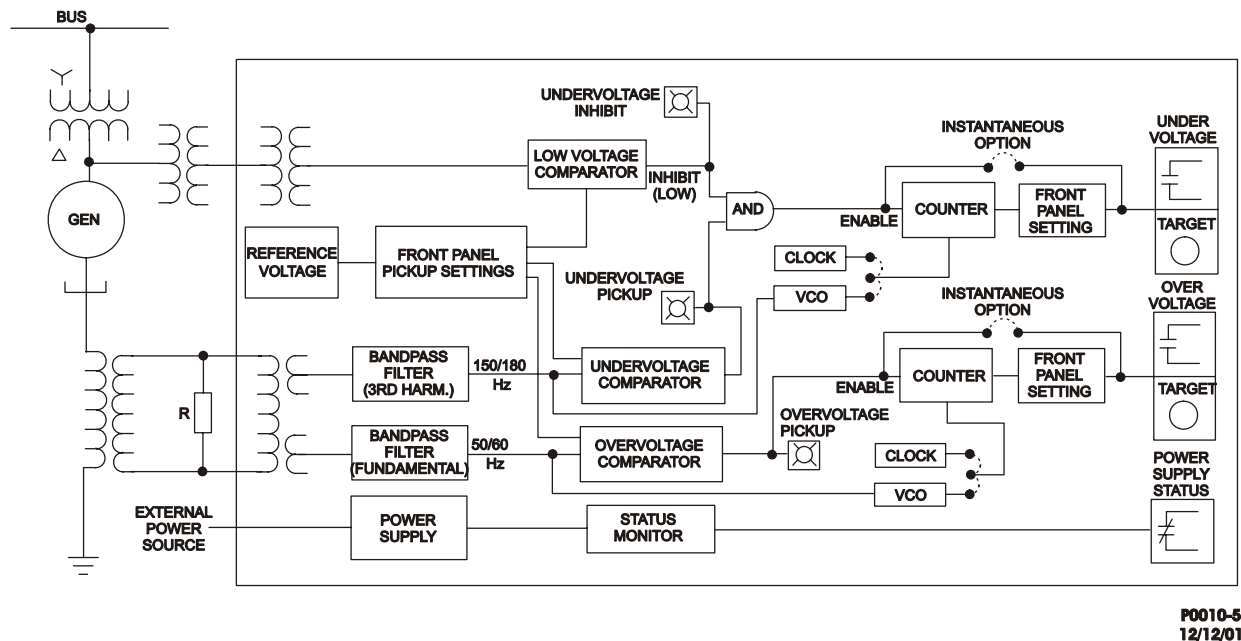 BUS
UNDERVOLTAGE
INHIBIT
INSTANTANEOUS
OPTION
UNDER
VOLTAGE
LOW VOLTAGE
COMPARATOR
INHIBIT
(LOW)
AND
ENABLE
COUNTER
FRONT
PANEL
SETTING
TARGET
GEN
REFERENCE
VOLTAGE
FRONT PANEL
PICKUP SETTINGS
CLOCK
VCO
UNDERVOLTAGE
PICKUP
INSTANTANEOUS
OPTION
OVER
VOLTAGE
BANDPASS
FILTER
(3RD HARM.)
150/180
Hz
UNDERVOLTAGE
COMPARATOR
ENABLE
COUNTER
FRONT
PANEL
SETTING
TARGET
R
OVERVOLTAGE
PICKUP
BANDPASS
FILTER
(FUNDAMENTAL)
50/60
Hz
OVERVOLTAGE
COMPARATOR
CLOCK
VCO
POWER
SUPPLY
STATUS
EXTERNAL
POWER
SOURCE
POWER
SUPPLY
STATUS
MONITOR
P0010-5
12/12/01